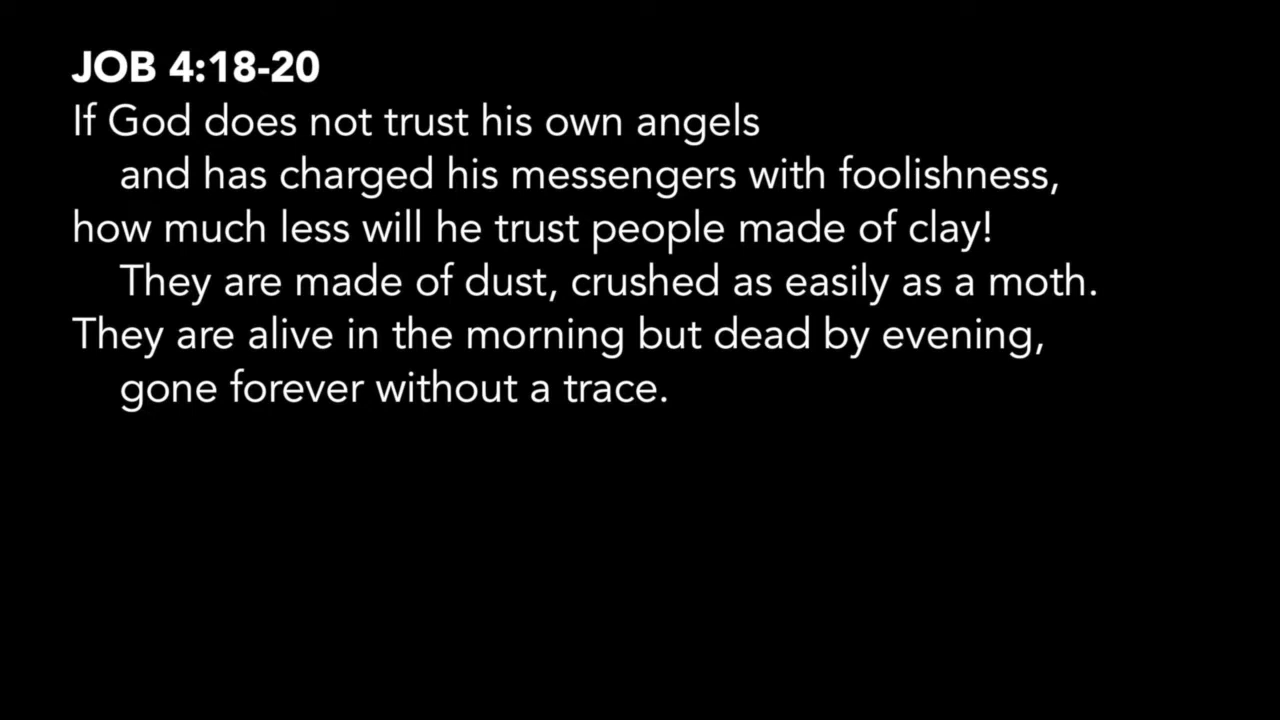 JOB 4:18-20
If God does not trust his own angels
and has charged his messengers with foolishness,
how much less will he trust people made of clay!
They are made of dust, crushed as easily as a moth.
They are alive in the morning but dead by evening,
gone forever without a trace.